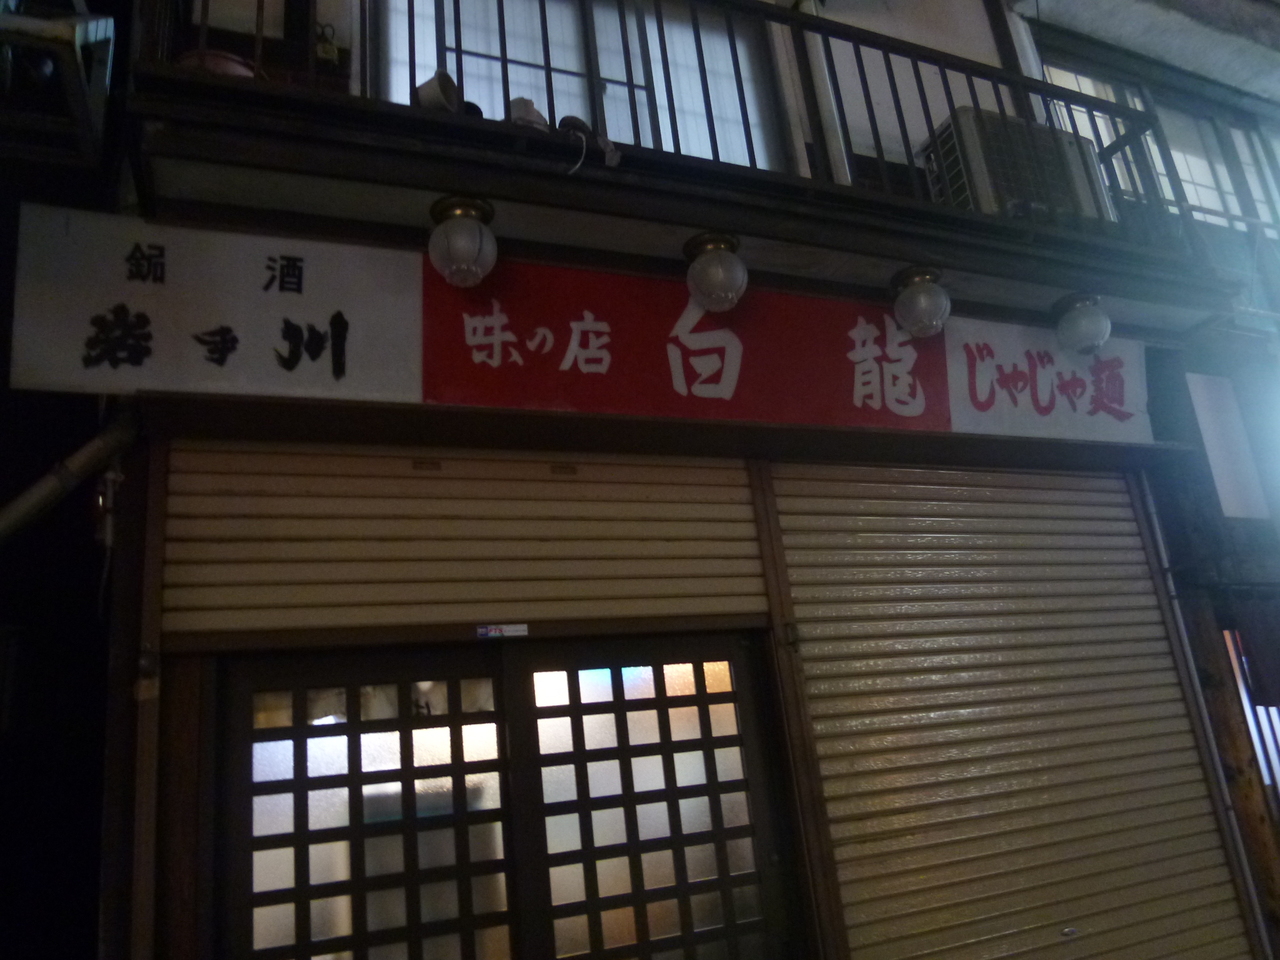 銘酒
岩手川
味の店 白龍
じゃじゃ麺